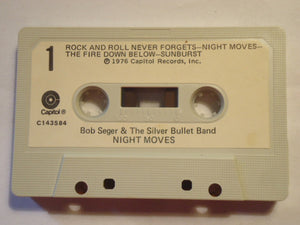 1
ROCK AND ROLL NEVER FORGETS—NIGHT MOVES—
THE FIRE DOWN BELOW—SUNBURST
℗1976 Capitol Records, Inc.
Capitol®
C143584
Bob Seger & The Silver Bullet Band
NIGHT MOVES